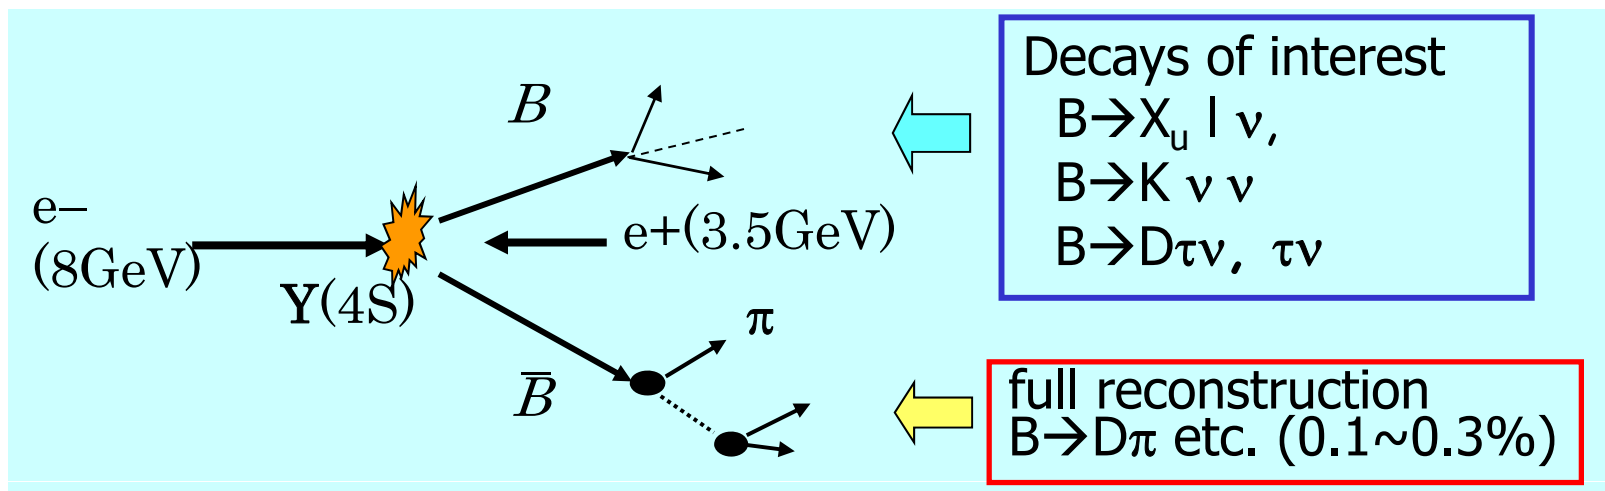 e−
(8GeV)
Υ(4S)
B
e+(3.5GeV)
B̅
π
Decays of interest
B→Xᵤ l ν,
B→K ν ν
B→Dτν, τν
full reconstruction
B→Dπ etc. (0.1~0.3%)